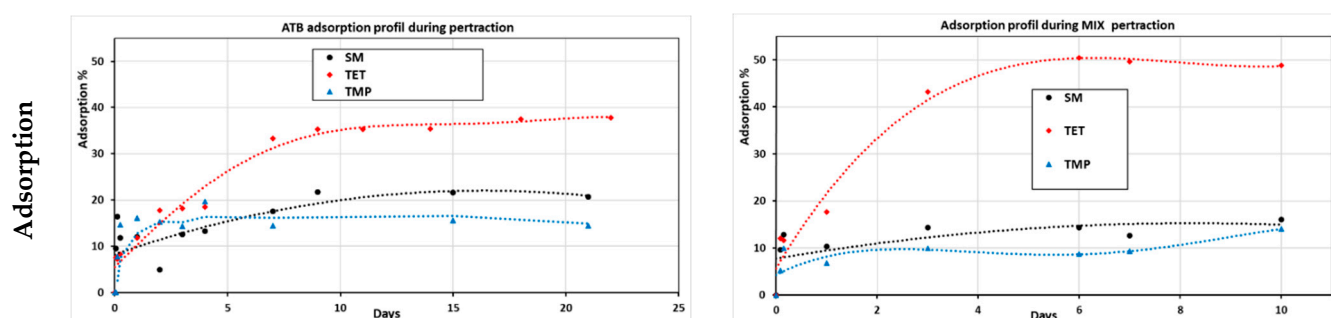 Adsorption
ATB adsorption profil during pertraction
Adsorption %
50
40
30
20
10
0
SM
TET
TMP
0 5 10 15 20 25
Days
Adsorption profil during MIX pertraction
Adsorption %
50
40
30
20
10
0
SM
TET
TMP
0 2 4 6 8 10
Days